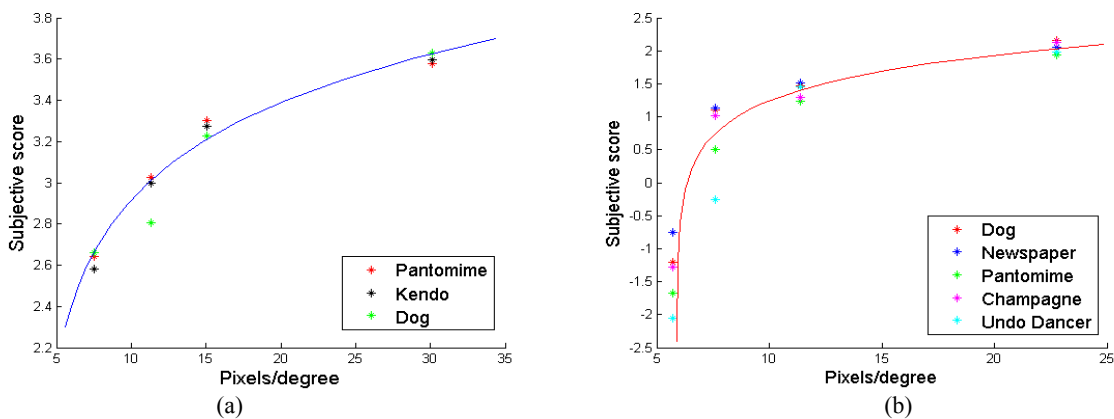 3.8
3.6
3.4
3.2
3
2.8
2.6
2.4
2.2
Subjective score
Pantomime
Kendo
Dog
5 10 15 20 25 30 35
Pixels/degree
(a)
2.5
2
1.5
1
0.5
0
-0.5
-1
-1.5
-2
-2.5
Subjective score
Dog
Newspaper
Pantomime
Champagne
Undo Dancer
5 10 15 20 25
Pixels/degree
(b)